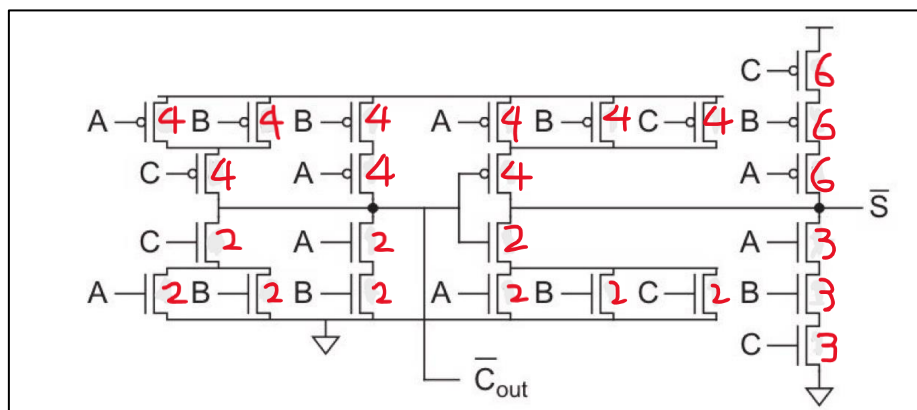 C 6
A 4 B 4 B 4 A 4 B 4 C 4 B 6
C 4 A 4 4 A 6
S̅
C 2 A 2 2 A 3
A 2 B 2 B 2 A 2 B 2 C 2 B 3
C 3
C̅out